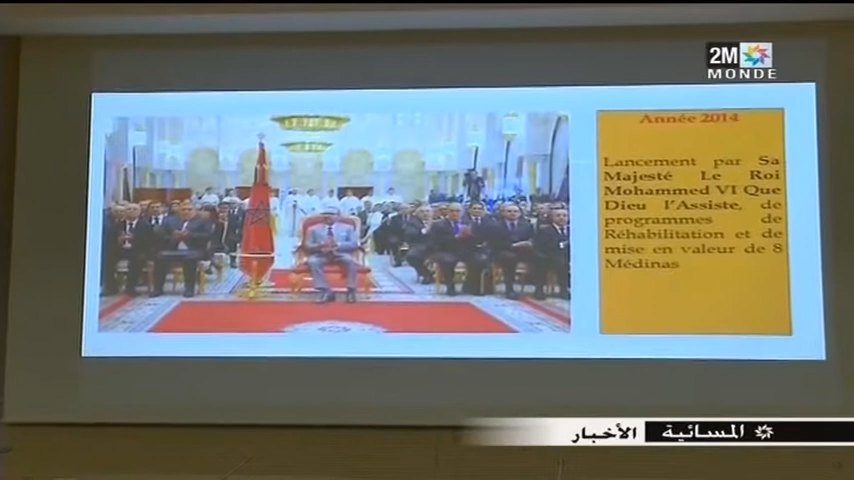 2M
MONDE
Année 2014
Lancement par Sa
Majesté Le Roi
Mohammed VI Que
Dieu l'Assiste, de
programmes de
Réhabilitation et de
mise en valeur de 8
Médinas
المسائية الأخبار